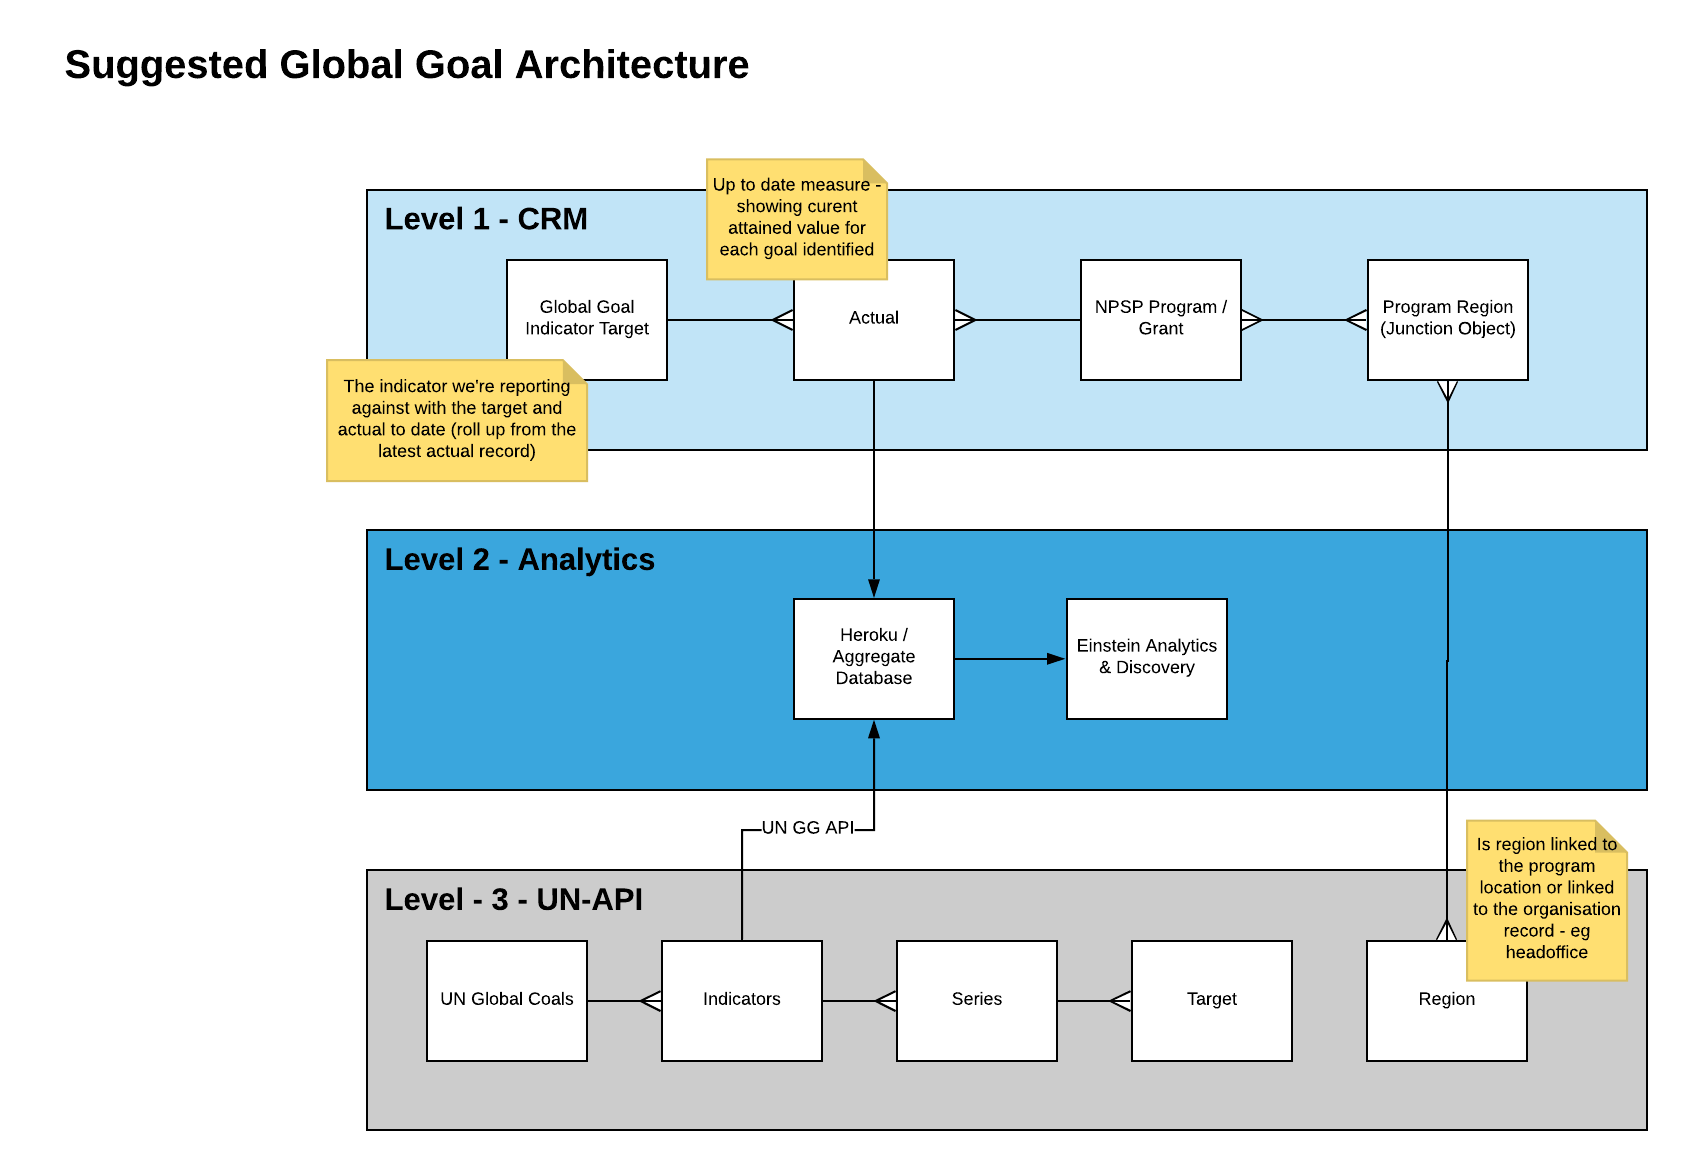 Suggested Global Goal Architecture
Up to date measure -
showing curent
attained value for
each goal identified
Level 1 - CRM
Global Goal
Indicator Target
Actual
NPSP Program /
Grant
Program Region
(Junction Object)
The indicator we're reporting
against with the target and
actual to date (roll up from the
latest actual record)
Level 2 - Analytics
Heroku /
Aggregate
Database
Einstein Analytics
& Discovery
UN GG API
Is region linked to
the program
location or linked
to the organisation
record - eg
headoffice
Level - 3 - UN-API
UN Global Coals
Indicators
Series
Target
Region